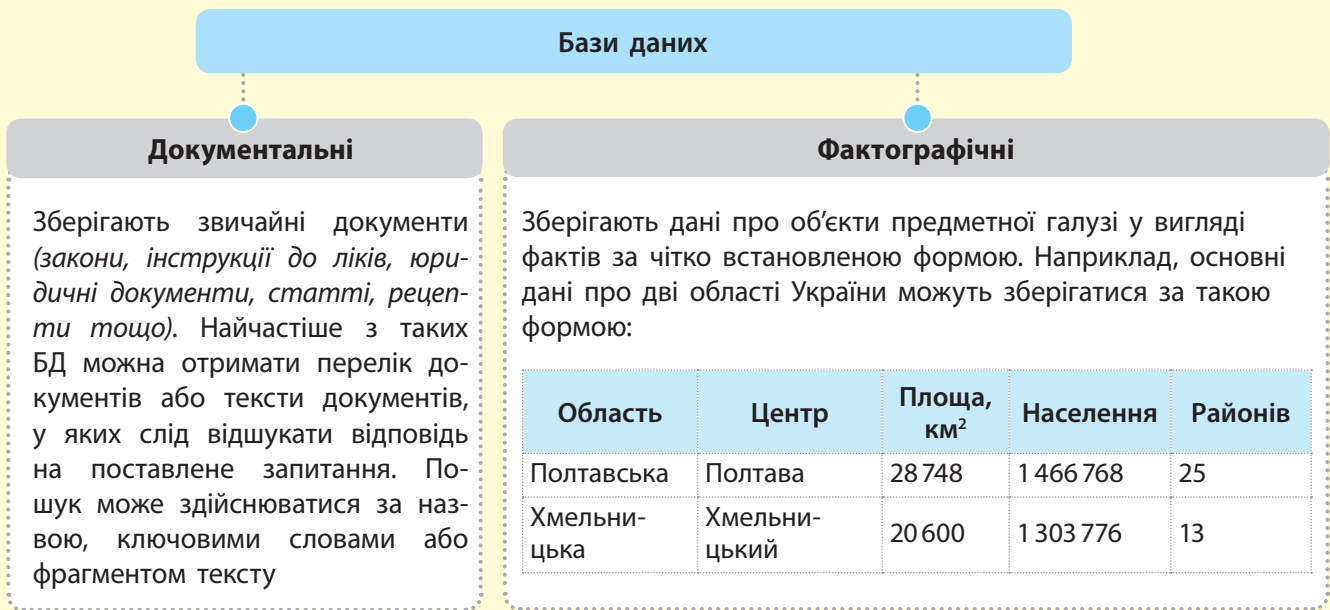 Бази даних
Документальні
Зберігають звичайні документи
(закони, інструкції до ліків, юри-
дичні документи, статті, рецеп-
ти тощо). Найчастіше з таких
БД можна отримати перелік до-
кументів або тексти документів,
у яких слід відшукати відповідь
на поставлене запитання. По-
шук може здійснюватися за наз-
вою, ключовими словами або
фрагментом тексту
Фактографічні
Зберігають дані про об’єкти предметної галузі у вигляді
фактів за чітко встановленою формою. Наприклад, основні
дані про дві області України можуть зберігатися за такою
формою:
Область Центр Площа, км² Населення Районів
Полтавська Полтава 28 748 1 466 768 25
Хмельни-
цька Хмельни-
цький 20 600 1 303 776 13